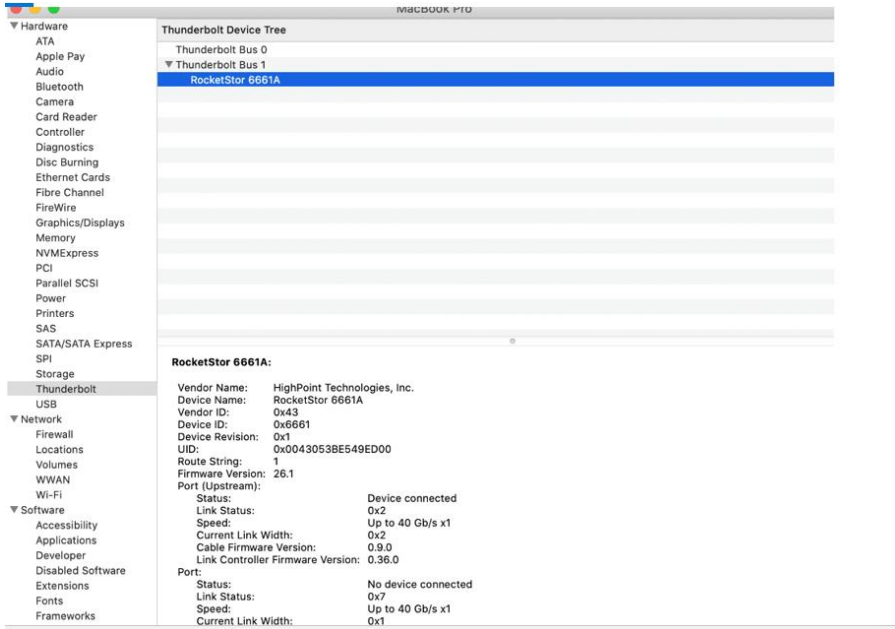 MacBook Pro
Hardware
ATA
Apple Pay
Audio
Bluetooth
Camera
Card Reader
Controller
Diagnostics
Disc Burning
Ethernet Cards
Fibre Channel
FireWire
Graphics/Displays
Memory
NVMExpress
PCI
Parallel SCSI
Power
Printers
SAS
SATA/SATA Express
SPI
Storage
Thunderbolt
USB
Network
Firewall
Locations
Volumes
WWAN
Wi-Fi
Software
Accessibility
Applications
Developer
Disabled Software
Extensions
Fonts
Frameworks
Thunderbolt Device Tree
Thunderbolt Bus 0
Thunderbolt Bus 1
RocketStor 6661A
RocketStor 6661A:
Vendor Name: HighPoint Technologies, Inc.
Device Name: RocketStor 6661A
Vendor ID: 0x43
Device ID: 0x6661
Device Revision: 0x1
UID: 0x0043053BE549ED00
Route String: 1
Firmware Version: 26.1
Port (Upstream):
Status: Device connected
Link Status: 0x2
Speed: Up to 40 Gb/s x1
Current Link Width: 0x2
Cable Firmware Version: 0.9.0
Link Controller Firmware Version: 0.36.0
Port:
Status: No device connected
Link Status: 0x7
Speed: Up to 40 Gb/s x1
Current Link Width: 0x1